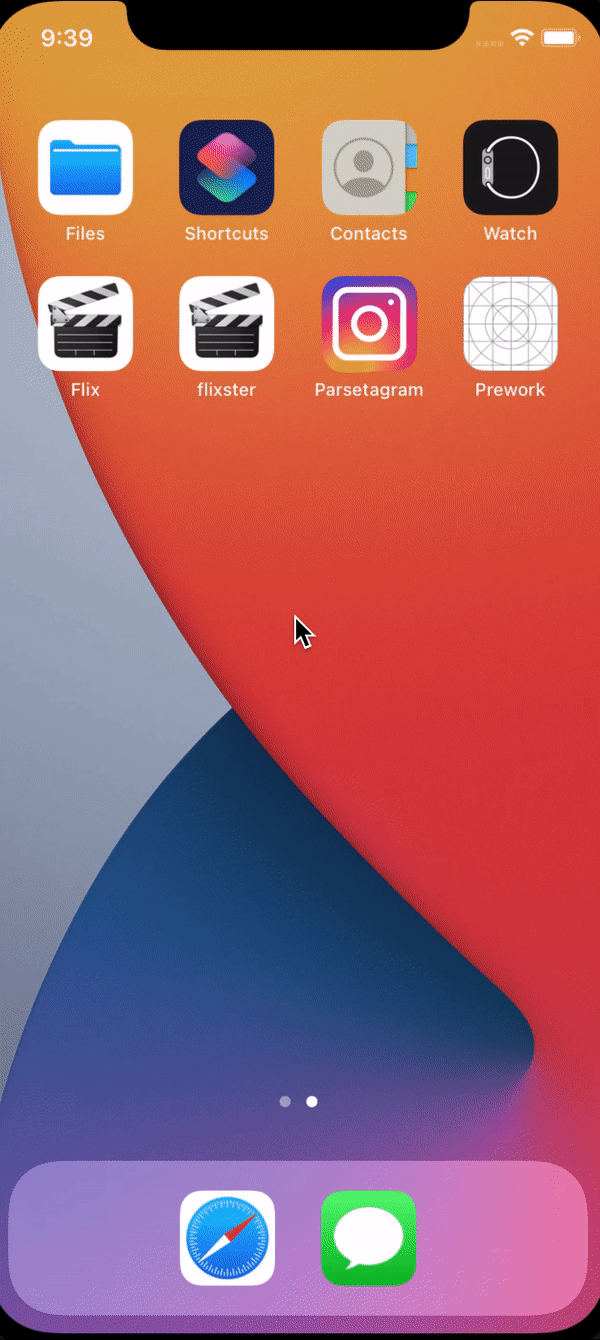 9:39
Files
Shortcuts
Contacts
Watch
Flix
flixster
Parsetagram
Prework